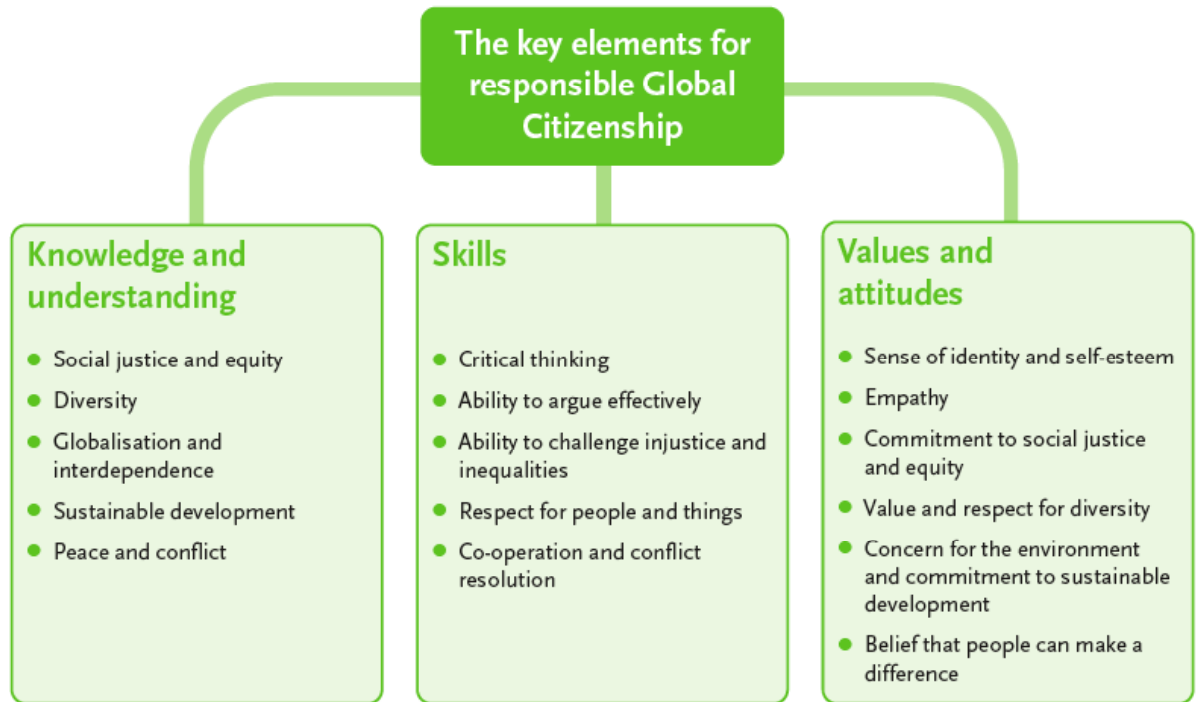 The key elements for
responsible Global
Citizenship
Knowledge and
understanding
Social justice and equity
Diversity
Globalisation and
interdependence
Sustainable development
Peace and conflict
Skills
Critical thinking
Ability to argue effectively
Ability to challenge injustice and
inequalities
Respect for people and things
Co-operation and conflict
resolution
Values and
attitudes
Sense of identity and self-esteem
Empathy
Commitment to social justice
and equity
Value and respect for diversity
Concern for the environment
and commitment to sustainable
development
Belief that people can make a
difference